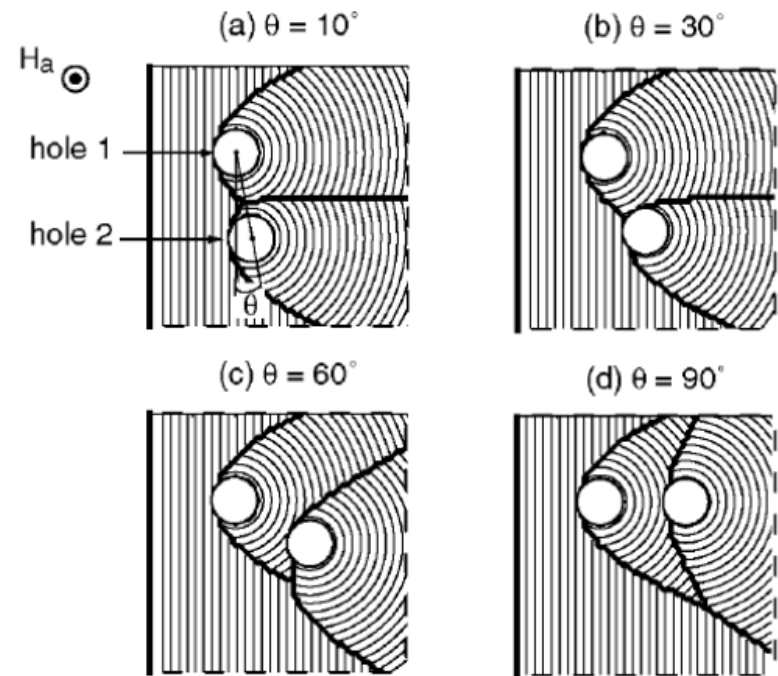 (a) θ = 10°
(b) θ = 30°
Ha
hole 1
hole 2
θ
(c) θ = 60°
(d) θ = 90°